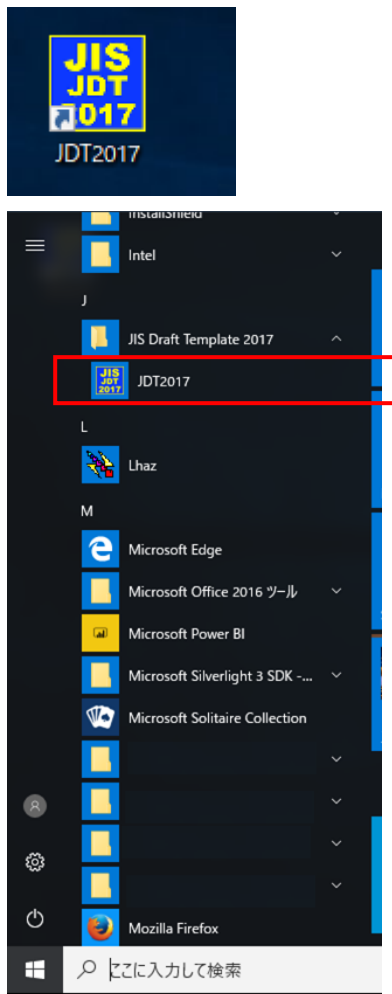 JIS
JDT
2017
JDT2017
InstallShield
Intel
J
JIS Draft Template 2017
JIS
JDT
2017
JDT2017
L
Lhaz
M
Microsoft Edge
Microsoft Office 2016 ツール
Microsoft Power BI
Microsoft Silverlight 3 SDK -...
Microsoft Solitaire Collection
Mozilla Firefox
ここに入力して検索